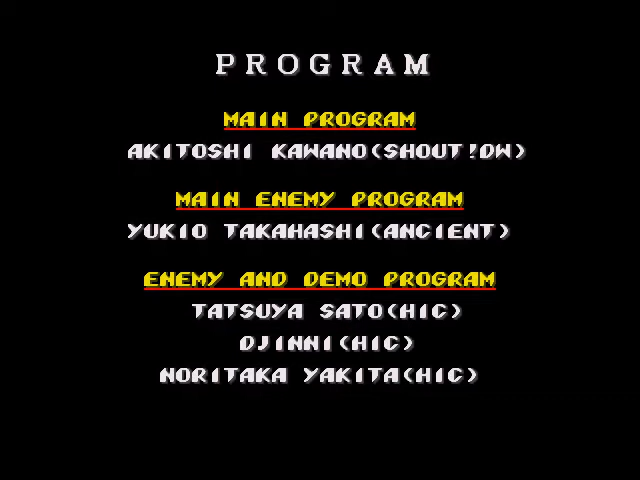 PROGRAM
MAIN PROGRAM
AKITOSHI KAWANO(SHOUT!DW)
MAIN ENEMY PROGRAM
YUKIO TAKAHASHI(ANCIENT)
ENEMY AND DEMO PROGRAM
TATSUYA SATO(HIC)
DJINNI(HIC)
NORITAKA YAKITA(HIC)